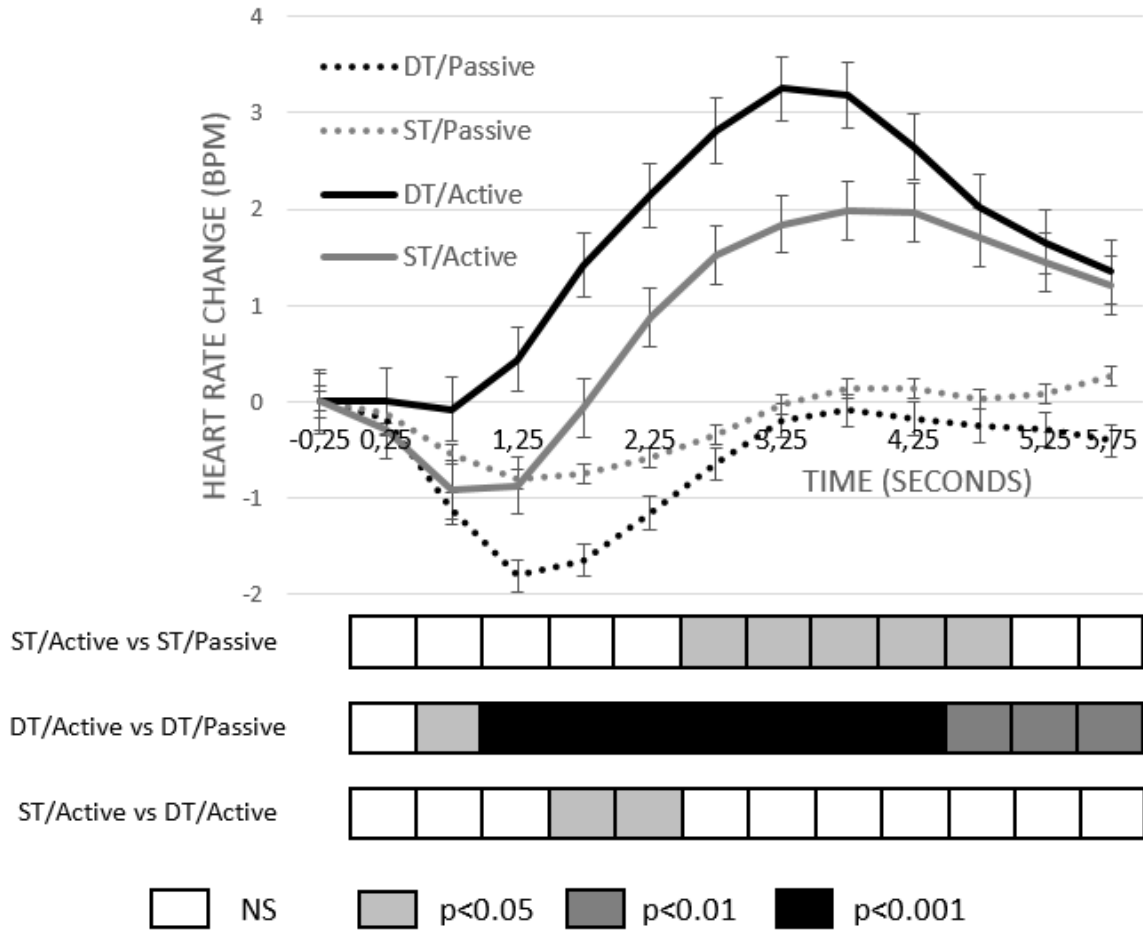 4
DT/Passive
3
ST/Passive
DT/Active
2
ST/Active
HEART RATE CHANGE (BPM)
1
0
-0,25 0,25 1,25 2,25 3,25 4,25 5,25 5,75
-1
TIME (SECONDS)
-2
ST/Active vs ST/Passive
DT/Active vs DT/Passive
ST/Active vs DT/Active
NS p<0.05 p<0.01 p<0.001